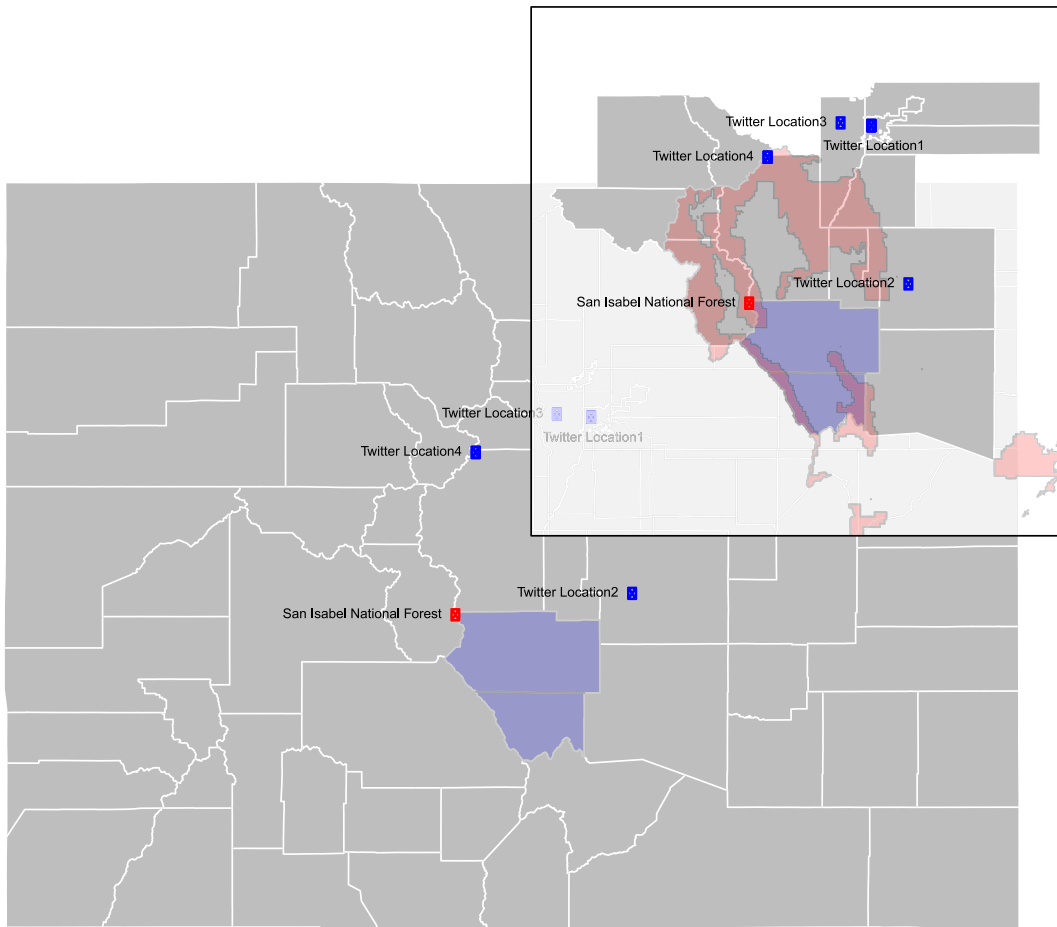 Twitter Location3
Twitter Location1
Twitter Location4
Twitter Location2
San Isabel National Forest
Twitter Location3
Twitter Location1
Twitter Location4
Twitter Location2
San Isabel National Forest